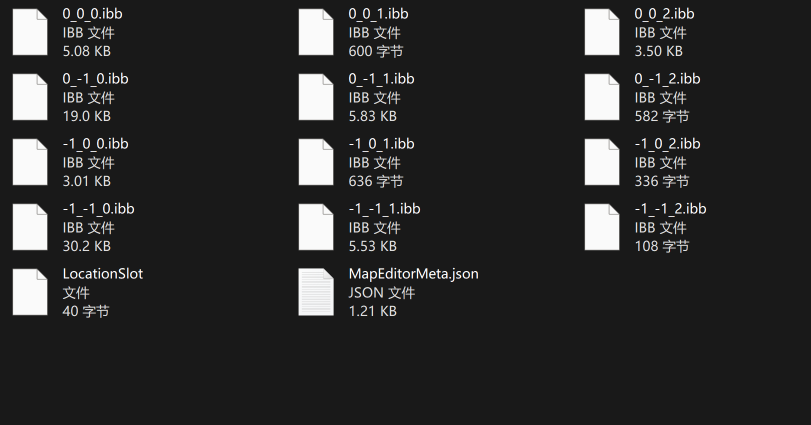 0_0_0.ibb
IBB 文件
5.08 KB
0_0_1.ibb
IBB 文件
600 字节
0_0_2.ibb
IBB 文件
3.50 KB
0_-1_0.ibb
IBB 文件
19.0 KB
0_-1_1.ibb
IBB 文件
5.83 KB
0_-1_2.ibb
IBB 文件
582 字节
-1_0_0.ibb
IBB 文件
3.01 KB
-1_0_1.ibb
IBB 文件
636 字节
-1_0_2.ibb
IBB 文件
336 字节
-1_-1_0.ibb
IBB 文件
30.2 KB
-1_-1_1.ibb
IBB 文件
5.53 KB
-1_-1_2.ibb
IBB 文件
108 字节
LocationSlot
文件
40 字节
MapEditorMeta.json
JSON 文件
1.21 KB